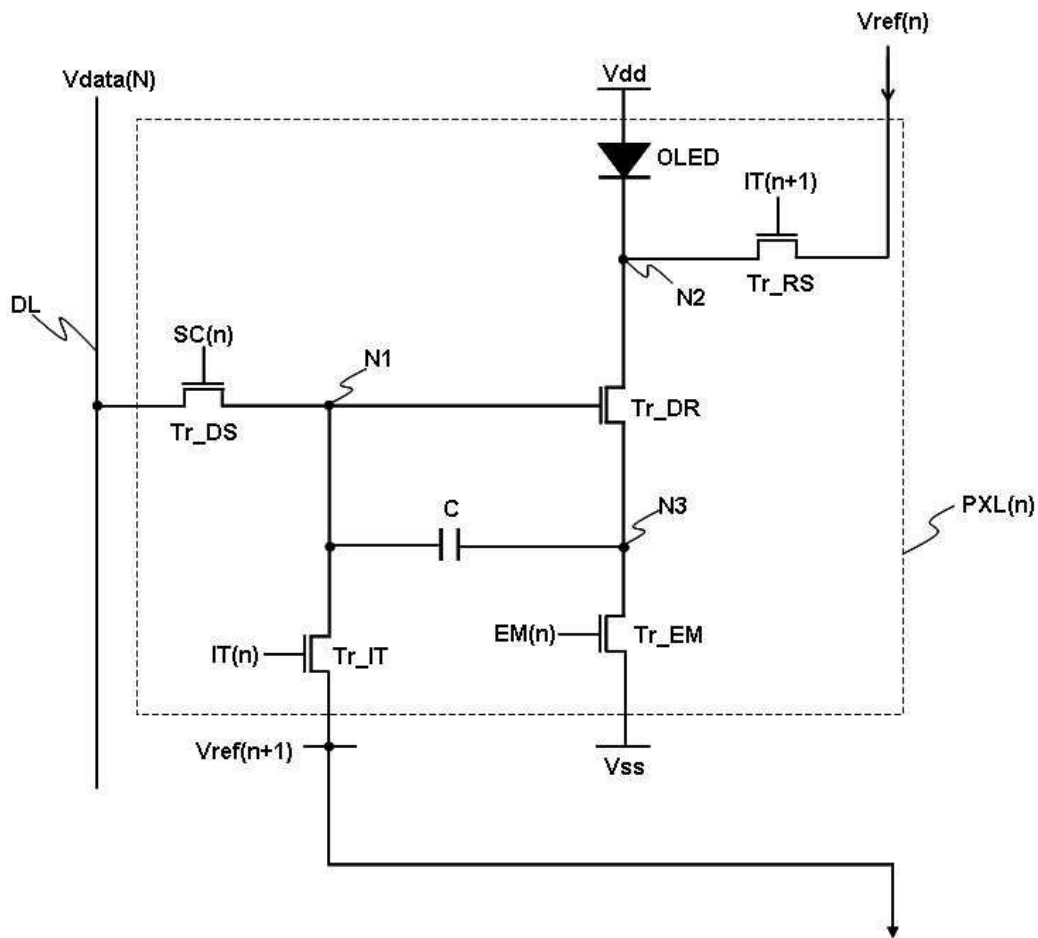 Vref(n)
Vdata(N)
Vdd
OLED
IT(n+1)
N2
Tr_RS
DL
SC(n)
N1
Tr_DS
Tr_DR
C
N3
PXL(n)
EM(n)
Tr_EM
IT(n)
Tr_IT
Vref(n+1)
Vss